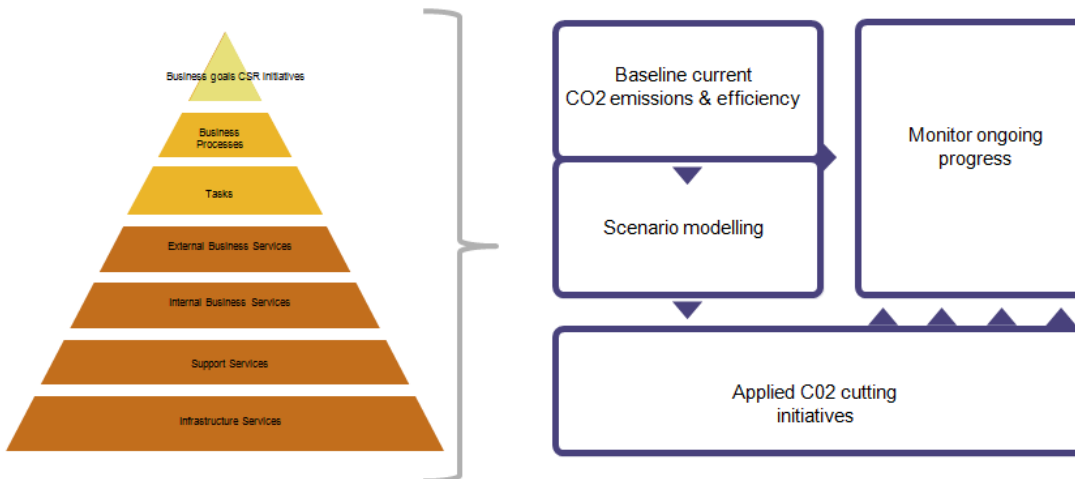 Business goals CSR Initiatives
Business
Processes
Tasks
External Business Services
Internal Business Services
Support Services
Infrastructure Services
Baseline current
CO2 emissions & efficiency
Scenario modelling
Monitor ongoing
progress
Applied C02 cutting
initiatives